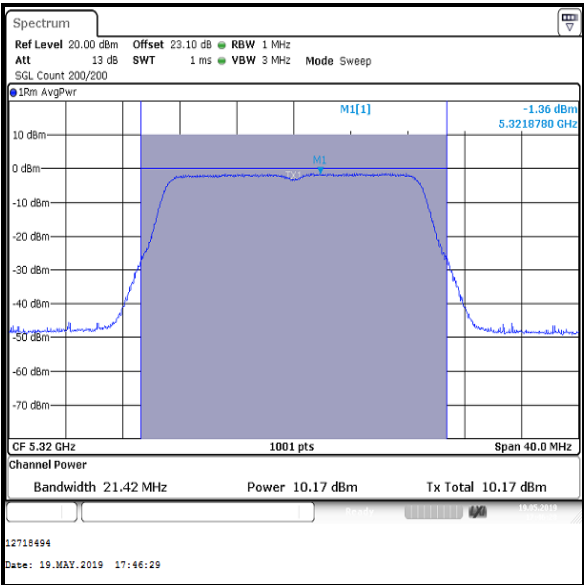 Spectrum
Ref Level 20.00 dBm Offset 23.10 dB RBW 1 MHz
Att 13 dB SWT 1 ms VBW 3 MHz Mode Sweep
SGL Count 200/200
1Rm AvgPwr
M1[1] -1.36 dBm
5.3218780 GHz
10 dBm
M1
0 dBm
-10 dBm
-20 dBm
-30 dBm
-40 dBm
-50 dBm
-60 dBm
-70 dBm
CF 5.32 GHz 1001 pts Span 40.0 MHz
Channel Power
Bandwidth 21.42 MHz Power 10.17 dBm Tx Total 10.17 dBm
Ready 19.05.2019
12718494
Date: 19.MAY.2019 17:46:29